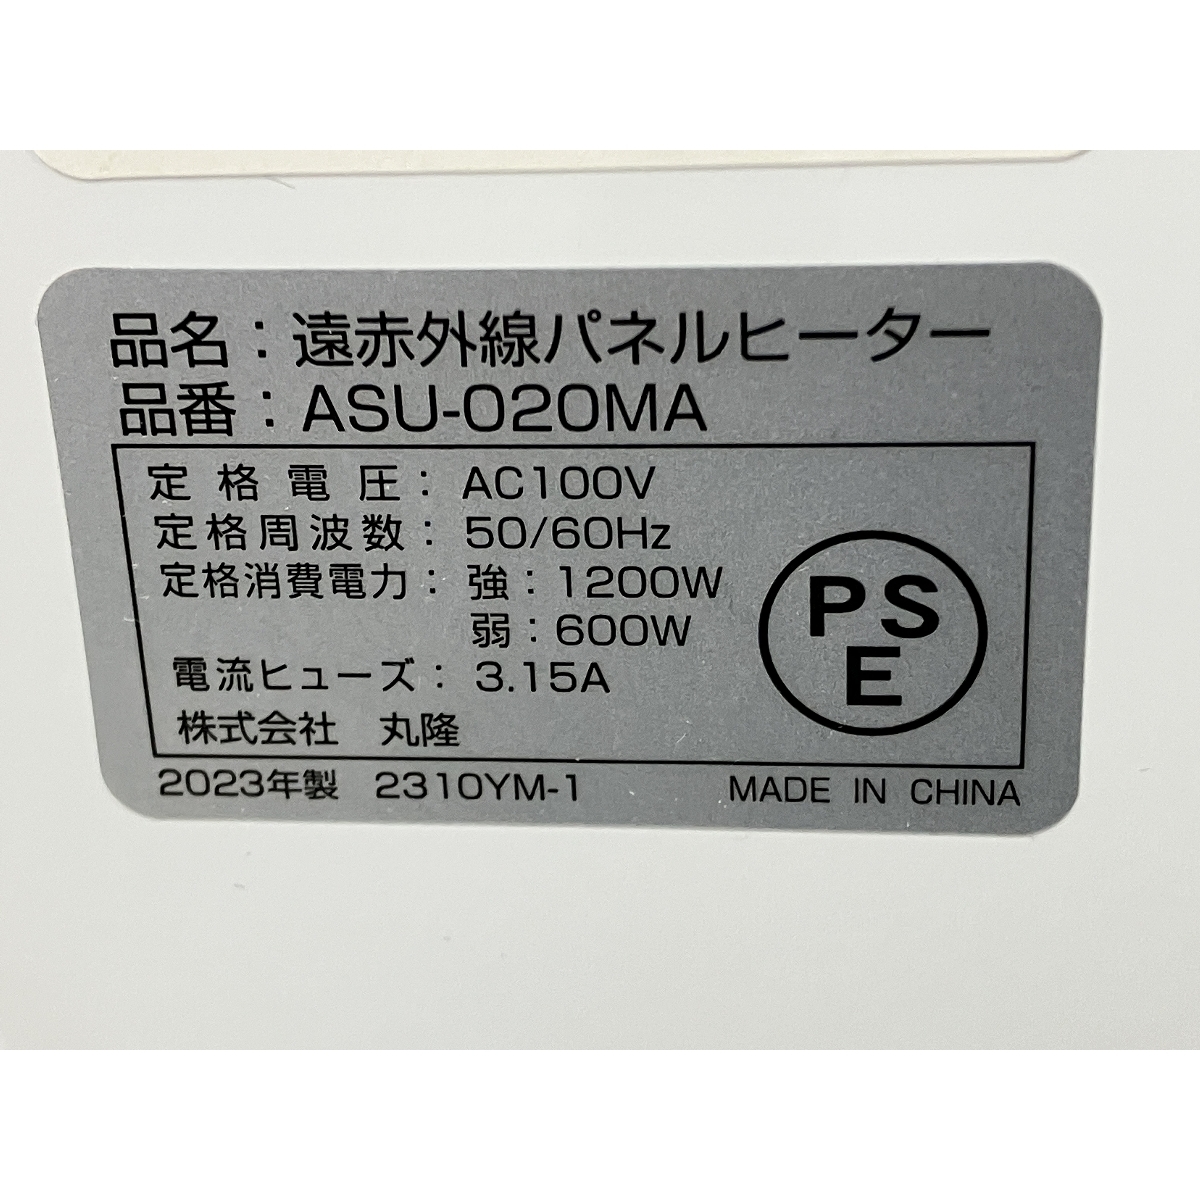 品名：遠赤外線パネルヒーター
品番：ASU-020MA
定格電圧：AC100V
定格周波数：50/60Hz
定格消費電力：強：1200W
弱：600W
電流ヒューズ：3.15A
株式会社 丸隆
PS
E
2023年製 2310YM-1 MADE IN CHINA